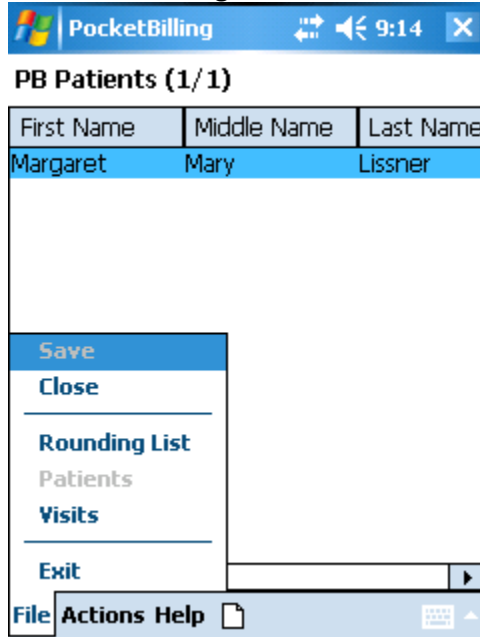 PocketBilling 9:14
PB Patients (1/1)
First Name Middle Name Last Name
Margaret Mary Lissner
Save
Close
Rounding List
Patients
Visits
Exit
File Actions Help